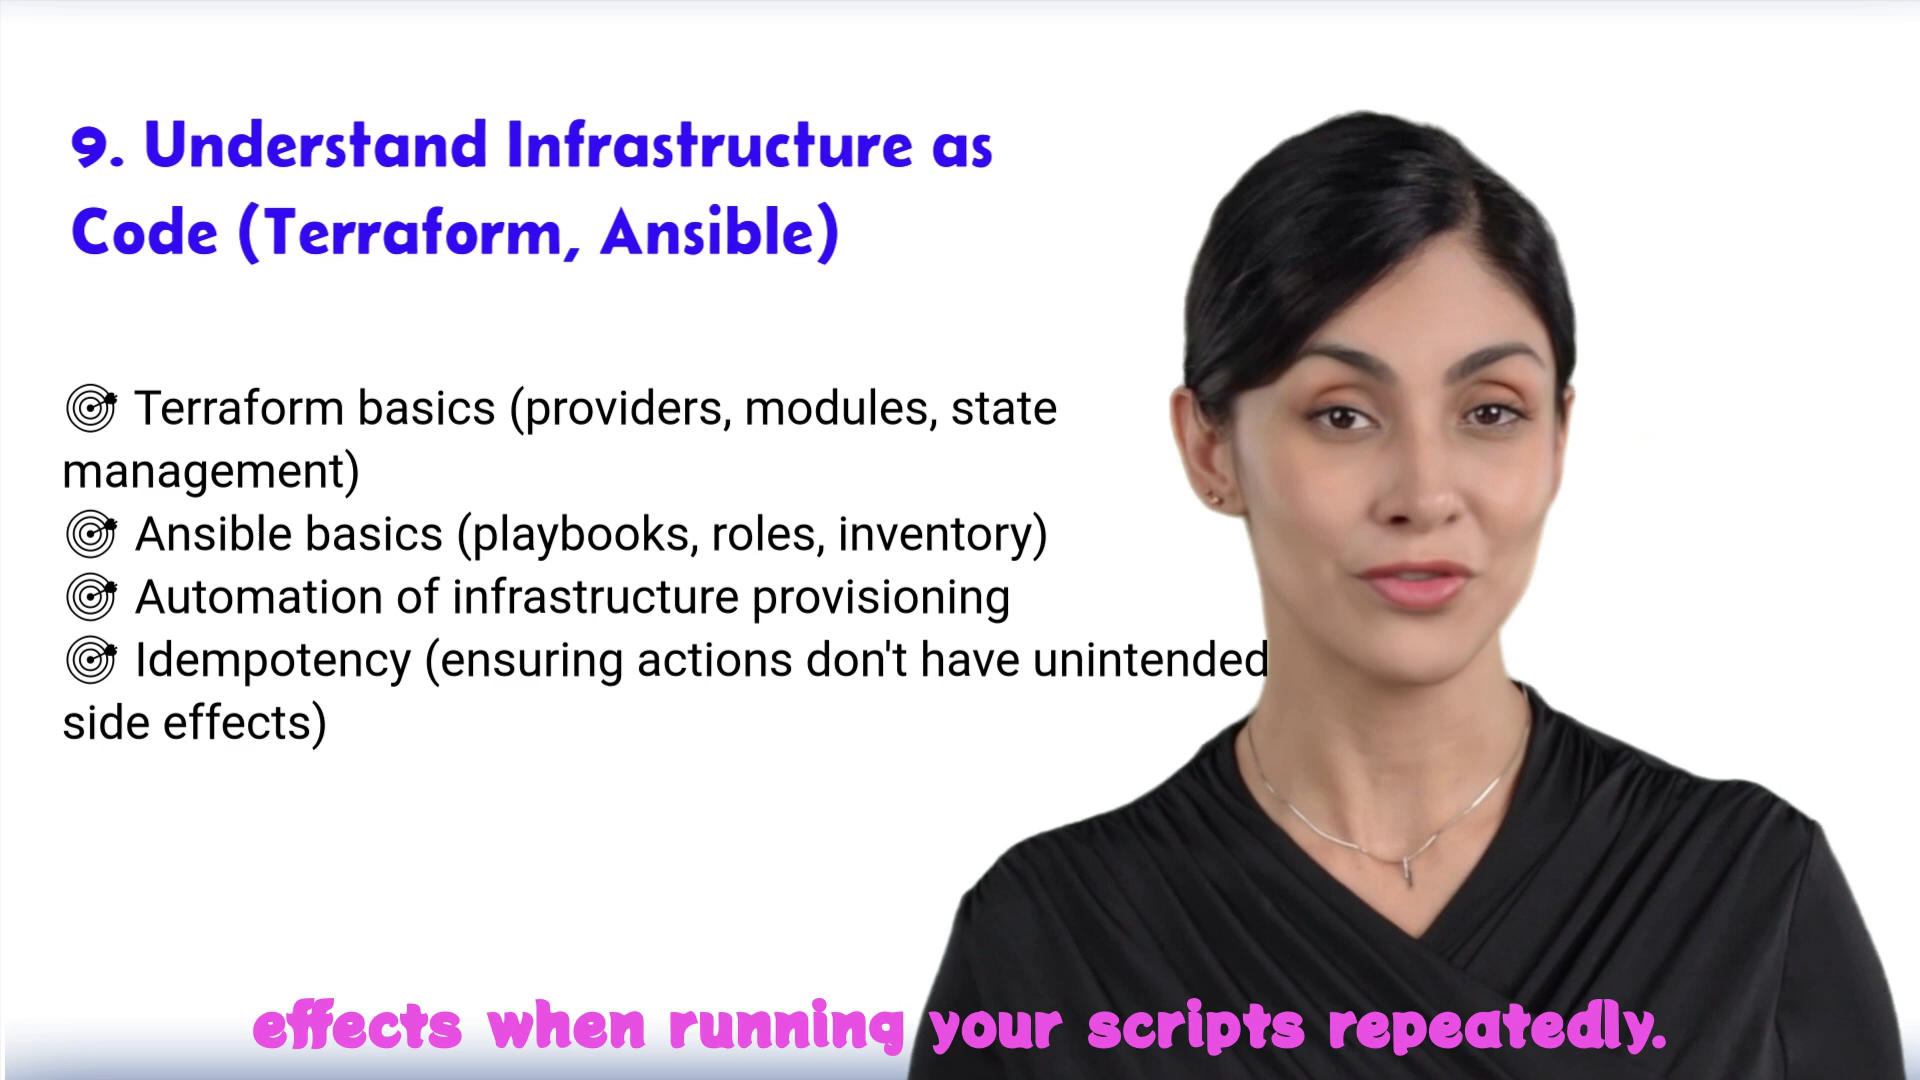 9. Understand Infrastructure as
Code (Terraform, Ansible)
Terraform basics (providers, modules, state
management)
Ansible basics (playbooks, roles, inventory)
Automation of infrastructure provisioning
Idempotency (ensuring actions don't have unintended
side effects)
effects when running your scripts repeatedly.